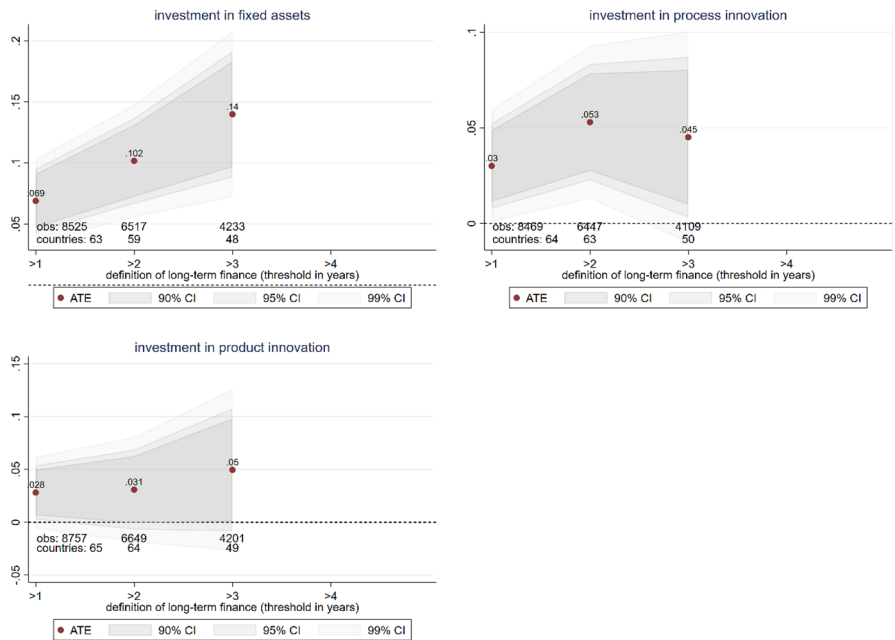 investment in fixed assets
.2
.15
.1
.05
.069
.102
.14
obs: 8525 6517 4233
countries: 63 59 48
>1 >2 >3 >4
definition of long-term finance (threshold in years)
ATE 90% CI 95% CI 99% CI
investment in process innovation
.1
.05
0
.03
.053
.045
obs: 8469 6447 4109
countries: 64 63 50
>1 >2 >3 >4
definition of long-term finance (threshold in years)
ATE 90% CI 95% CI 99% CI
investment in product innovation
.15
.1
.05
0
-.05
.028
.031
.05
obs: 8757 6649 4201
countries: 65 64 49
>1 >2 >3 >4
definition of long-term finance (threshold in years)
ATE 90% CI 95% CI 99% CI